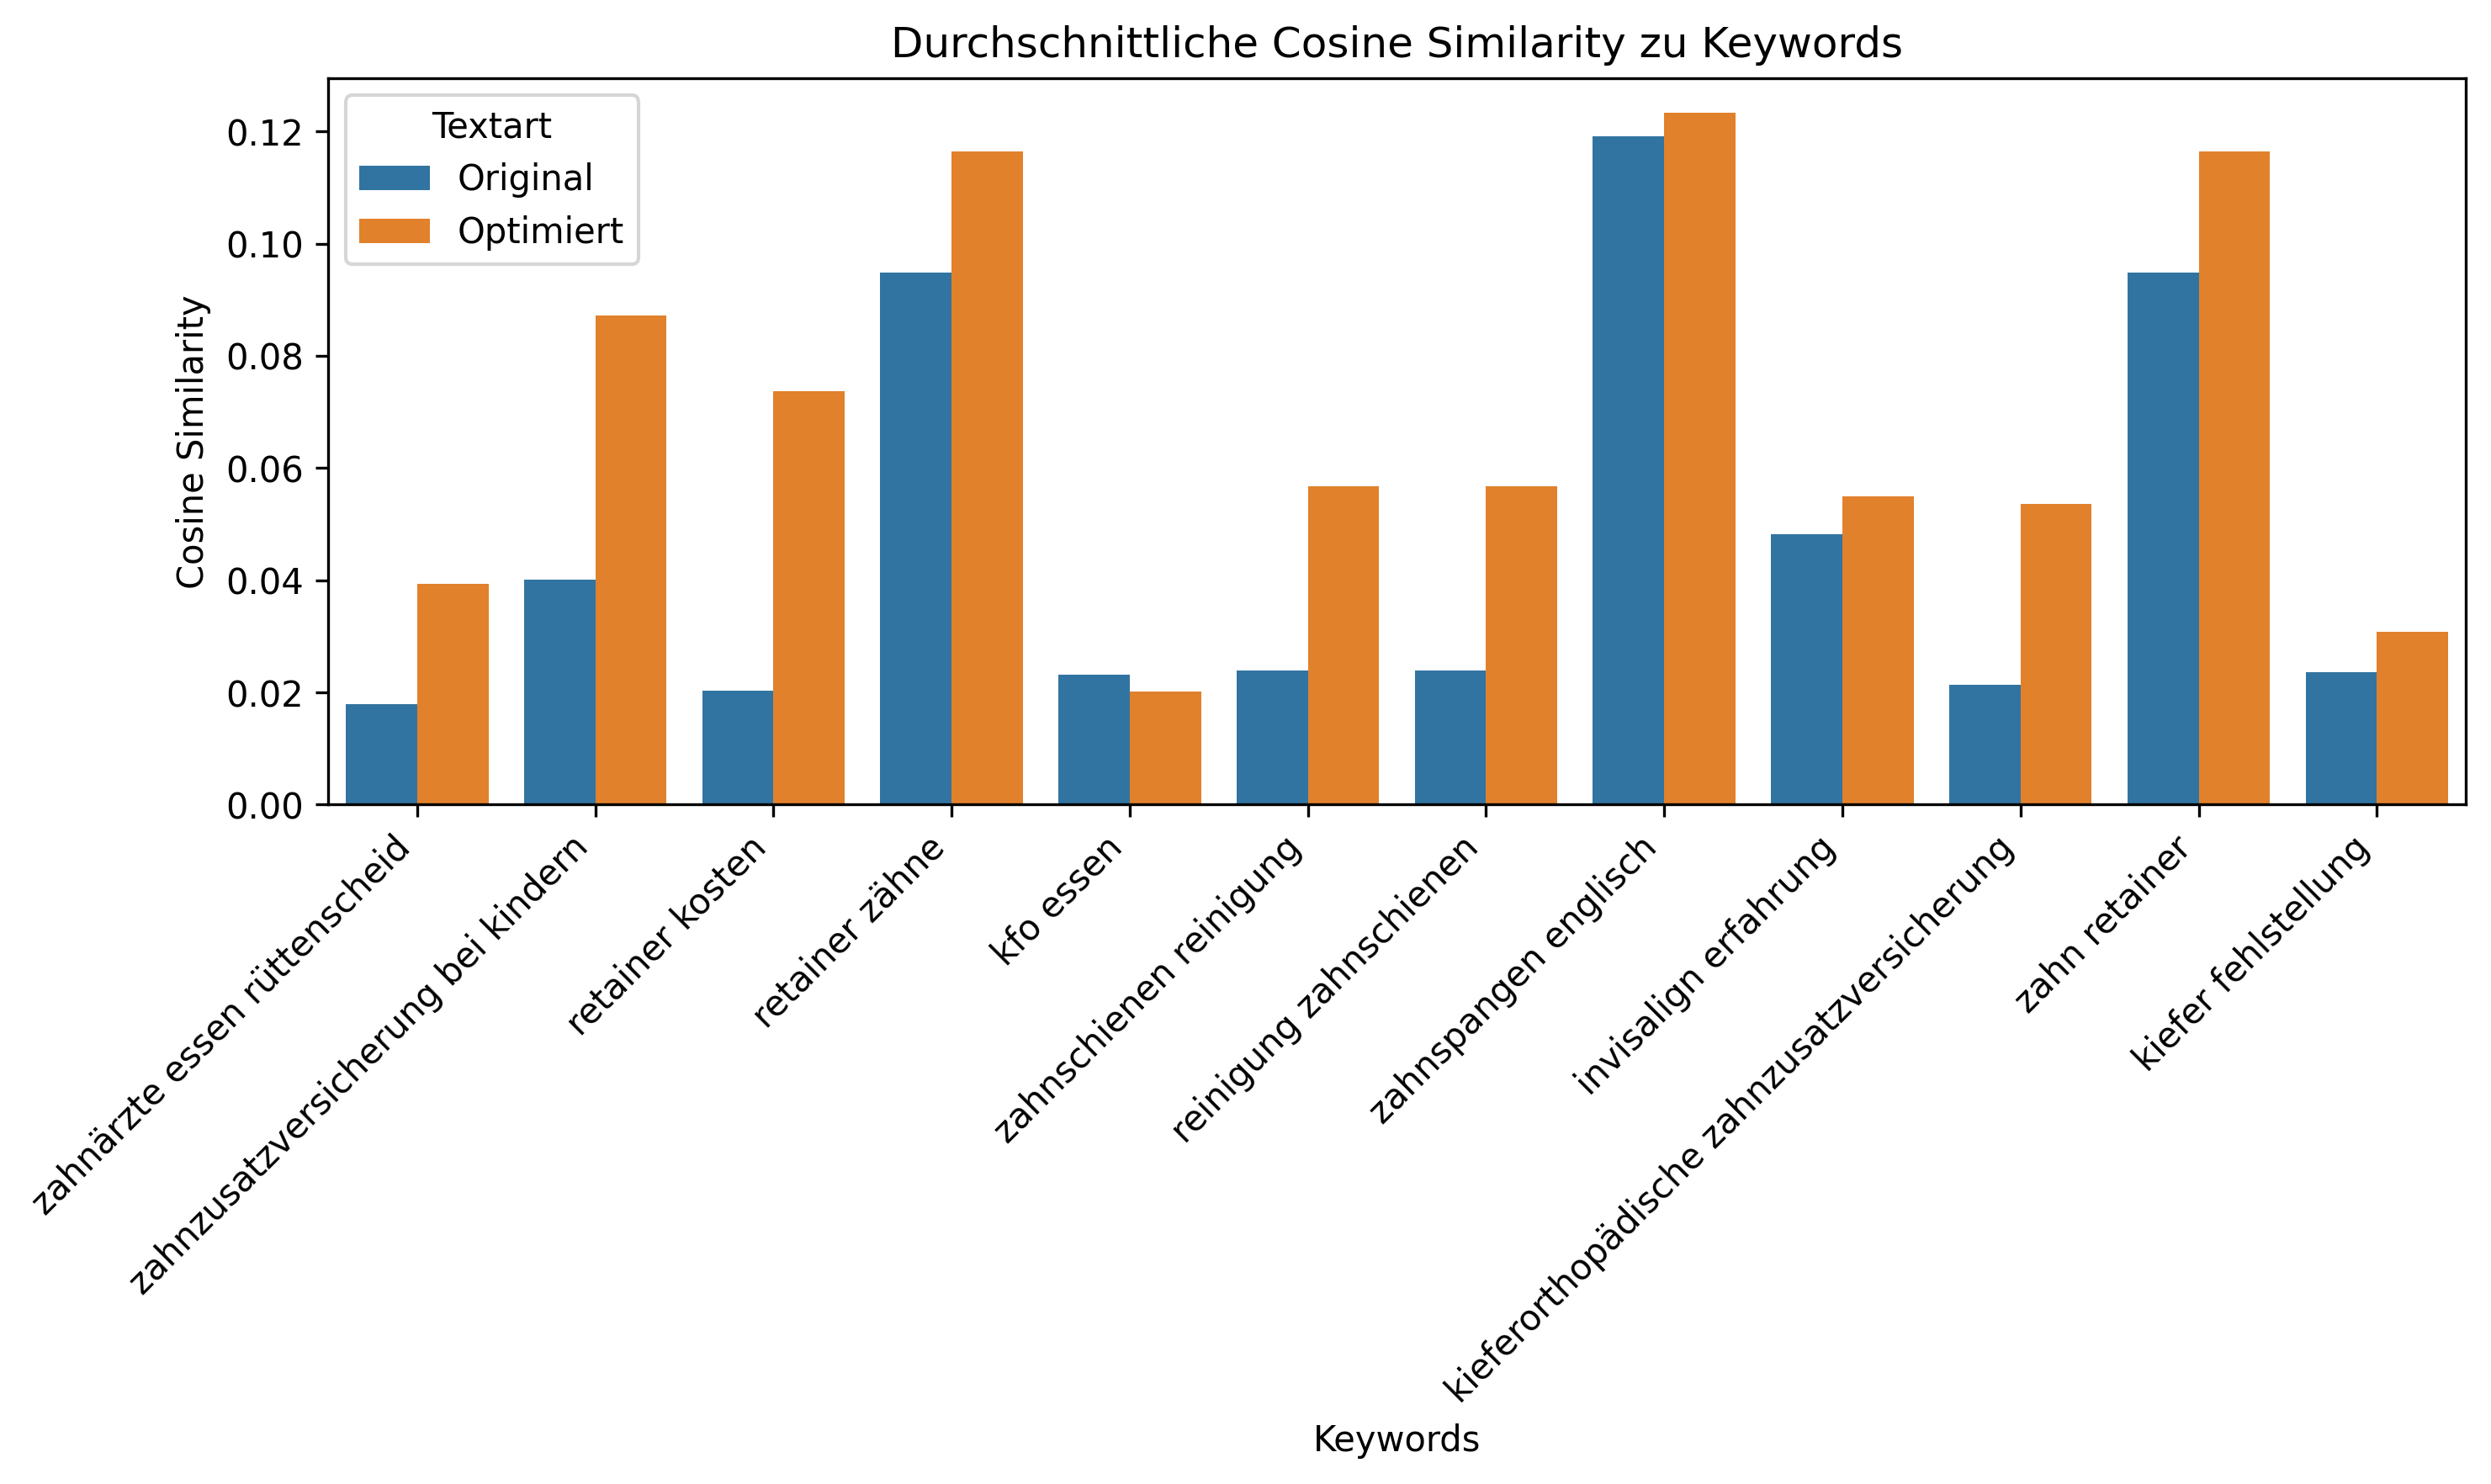 Durchschnittliche Cosine Similarity zu Keywords
Textart
Original
Optimiert
Cosine Similarity
0.12
0.10
0.08
0.06
0.04
0.02
0.00
zahnärzte essen rüttenscheid
zahnzusatzversicherung bei kindern
retainer kosten
retainer zähne
kfo essen
zahnschienen reinigung
reinigung zahnschienen
zahnspangen englisch
invisalign erfahrung
kieferorthopädische zahnzusatzversicherung
zahn retainer
kiefer fehlstellung
Keywords